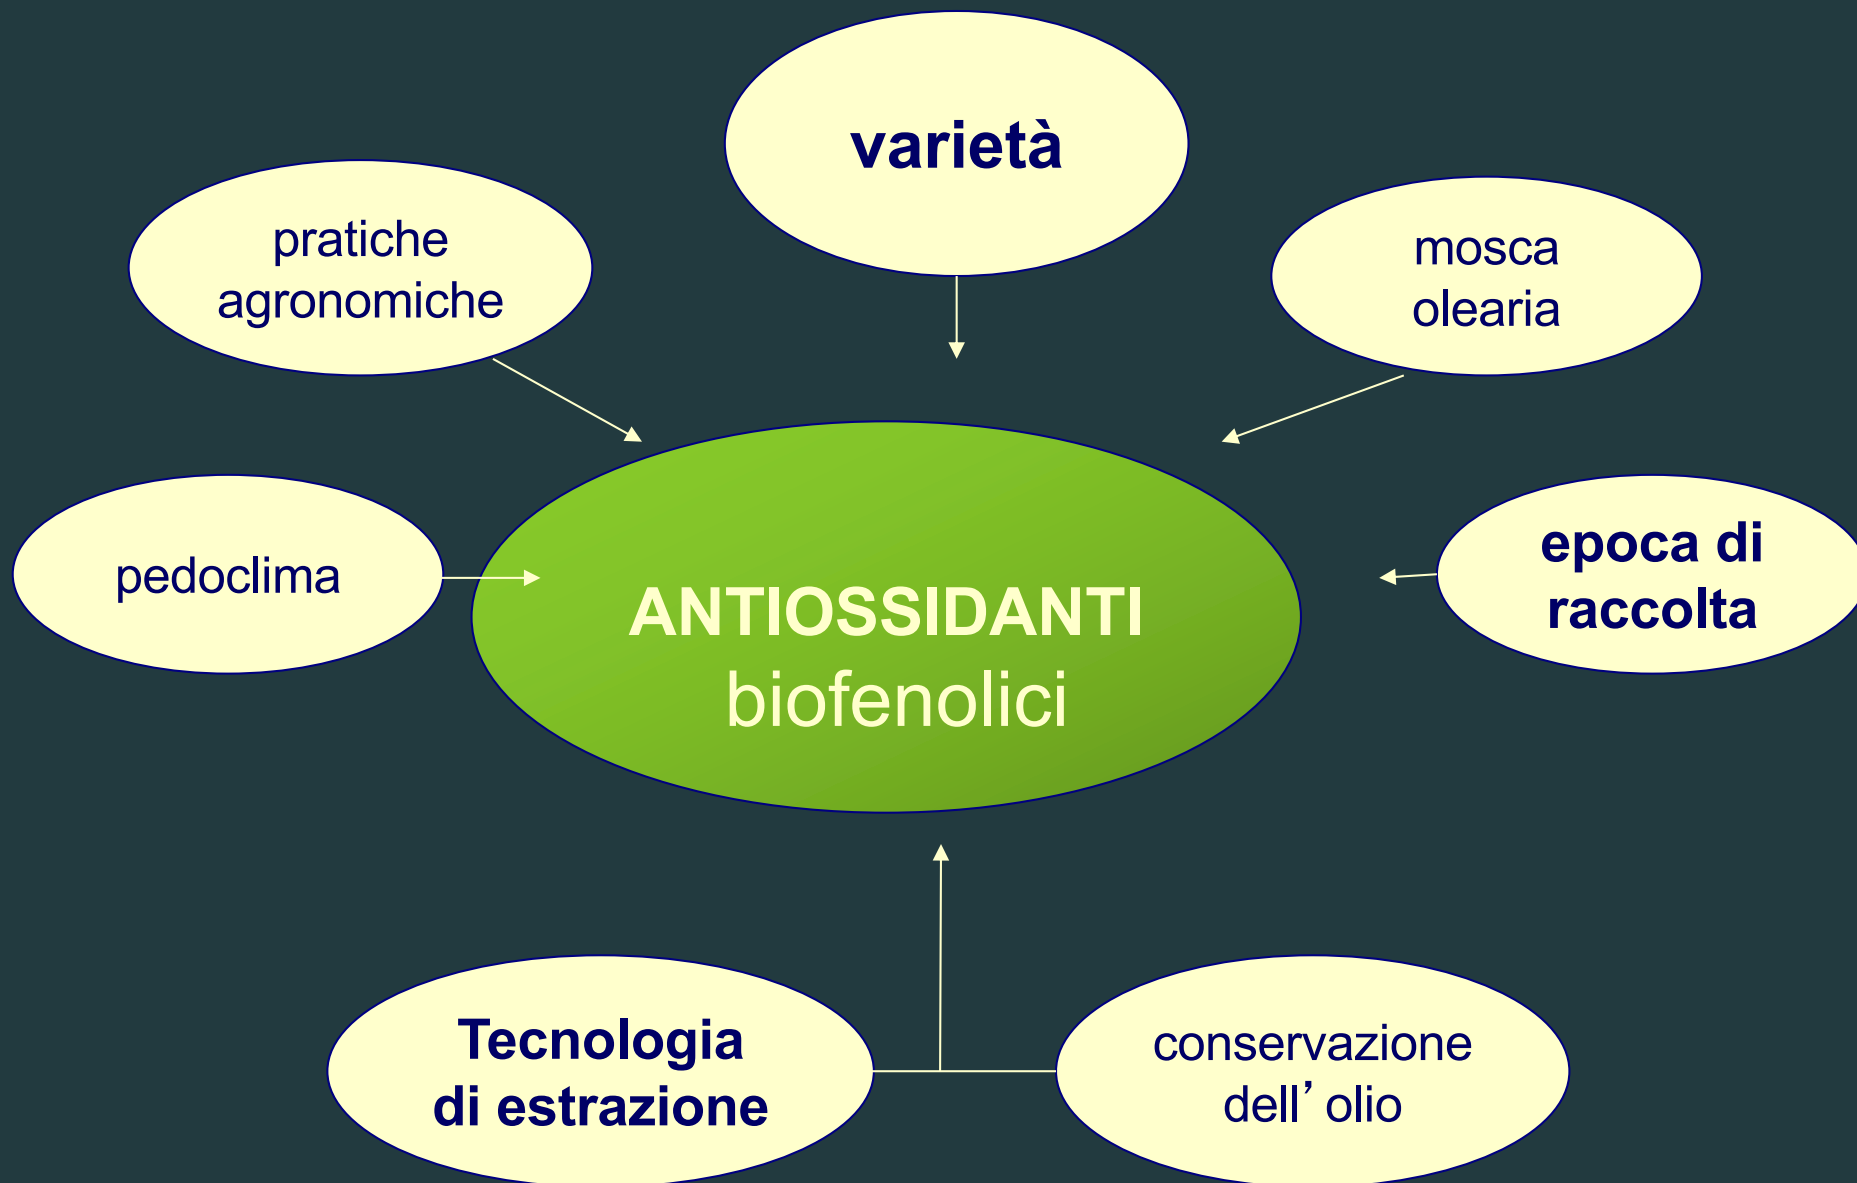 varietà
pratiche
agronomiche
mosca
olearia
pedoclima
epoca di
raccolta
ANTIOSSIDANTI
biofenolici
Tecnologia
di estrazione
conservazione
dell’ olio